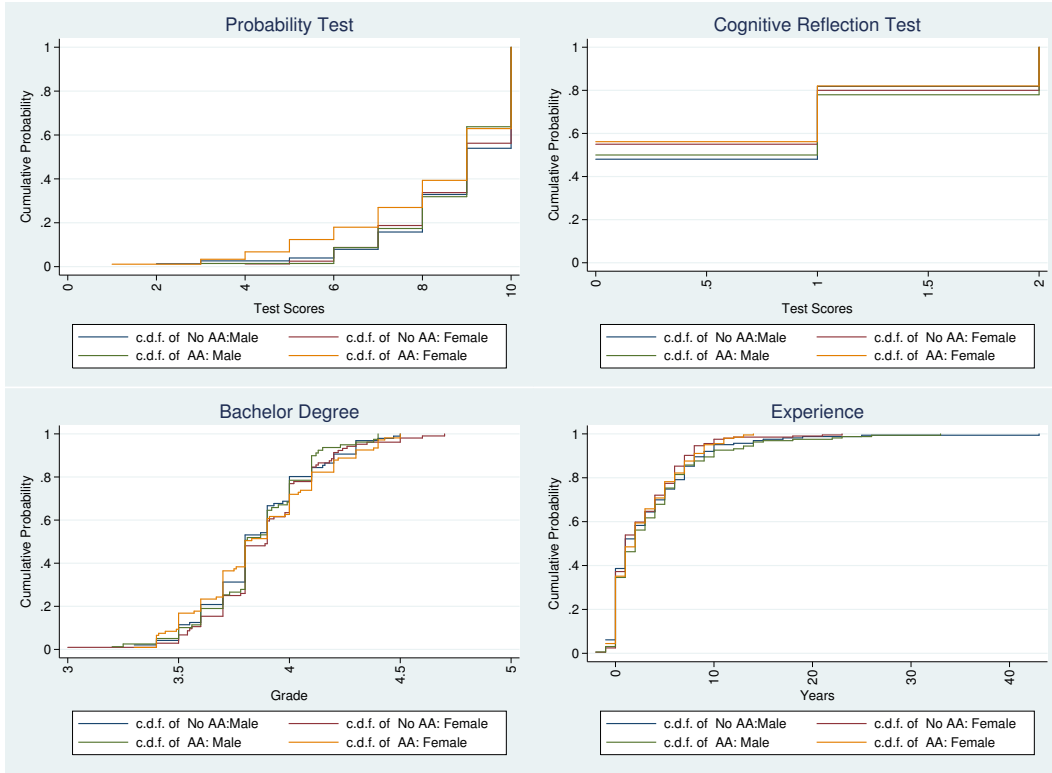 Probability Test
Cumulative Probability
1
.8
.6
.4
.2
0
0 2 4 6 8 10
Test Scores
c.d.f. of No AA:Male c.d.f. of No AA: Female
c.d.f. of AA: Male c.d.f. of AA: Female
Cognitive Reflection Test
Cumulative Probability
1
.8
.6
.4
.2
0
0 .5 1 1.5 2
Test Scores
c.d.f. of No AA:Male c.d.f. of No AA: Female
c.d.f. of AA: Male c.d.f. of AA: Female
Bachelor Degree
Cumulative Probability
1
.8
.6
.4
.2
0
3 3.5 4 4.5 5
Grade
c.d.f. of No AA:Male c.d.f. of No AA: Female
c.d.f. of AA: Male c.d.f. of AA: Female
Experience
Cumulative Probability
1
.8
.6
.4
.2
0
0 10 20 30 40
Years
c.d.f. of No AA:Male c.d.f. of No AA: Female
c.d.f. of AA: Male c.d.f. of AA: Female